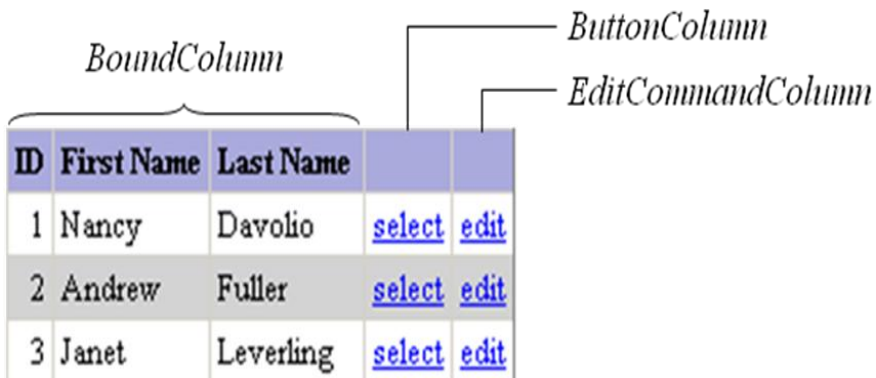 ButtonColumn
BoundColumn
EditCommandColumn
ID First Name Last Name
1 Nancy Davolio select edit
2 Andrew Fuller select edit
3 Janet Leverling select edit